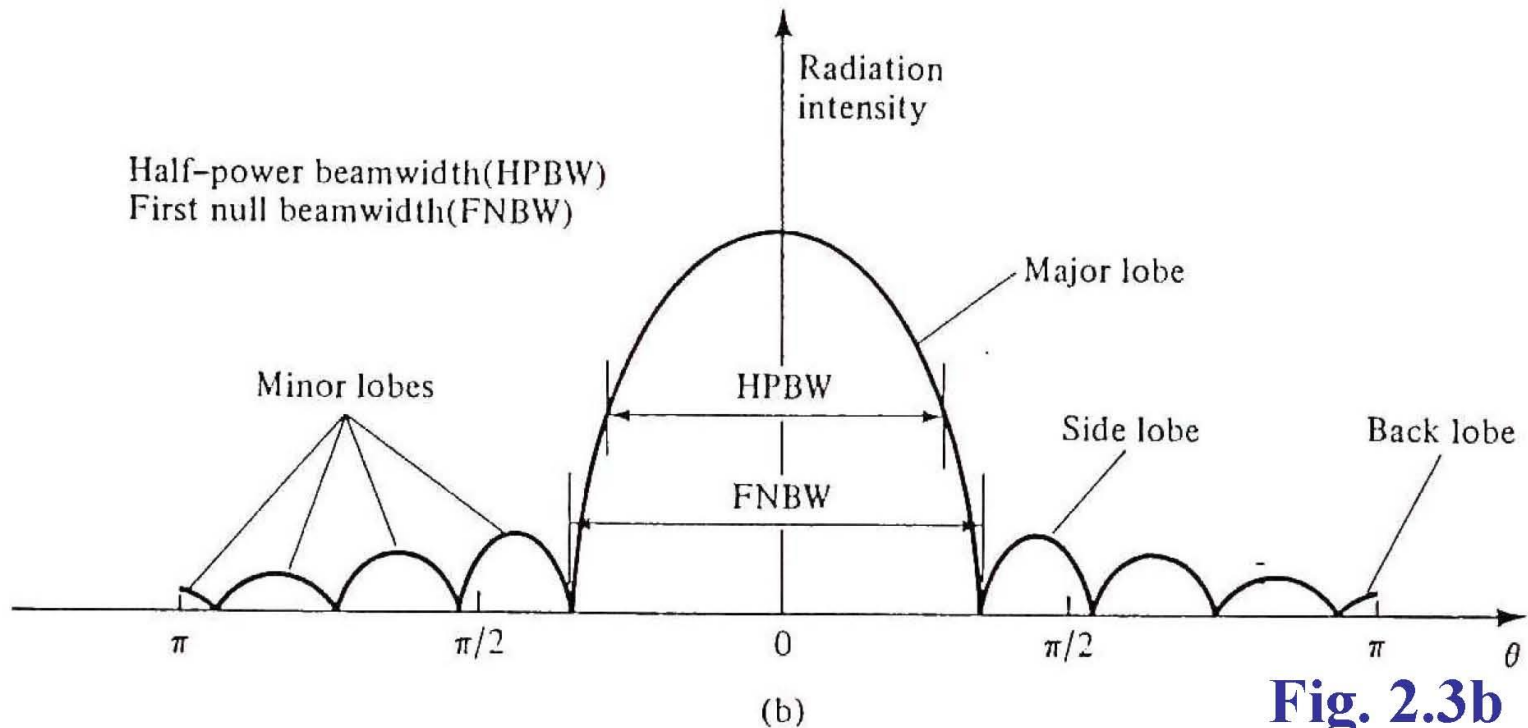 Radiation
intensity
Half-power beamwidth(HPBW)
First null beamwidth(FNBW)
Major lobe
Minor lobes
HPBW
Side lobe
Back lobe
FNBW
π
π/2
0
π/2
π
θ
(b)
Fig. 2.3b